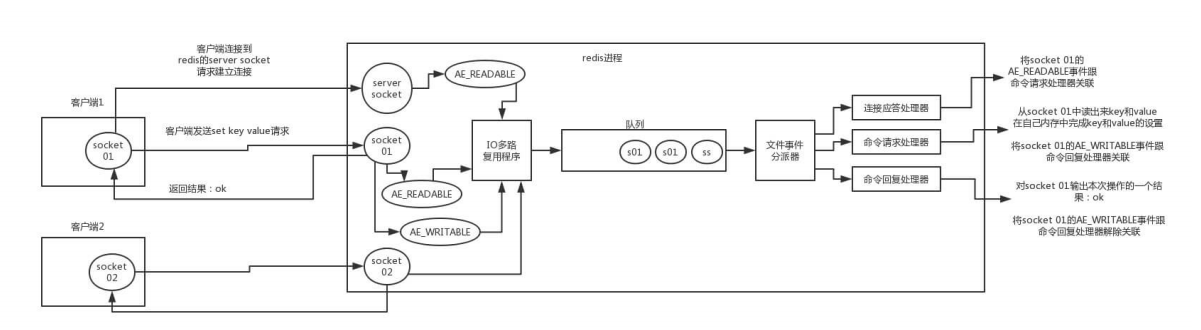 客户端连接到
redis的server socket
请求建立连接
redis进程
客户端1
socket
01
客户端发送set key value请求
返回结果：ok
客户端2
socket
02
server
socket
AE_READABLE
socket
01
AE_READABLE
AE_WRITABLE
socket
02
IO多路
复用程序
队列
s01
s01
ss
文件事件
分派器
连接应答处理器
命令请求处理器
命令回复处理器
将socket 01的
AE_READABLE事件跟
命令请求处理器关联
从socket 01中读出来key和value
在自己内存中完成key和value的设置
将socket 01的AE_WRITABLE事件跟
命令回复处理器关联
对socket 01输出本次操作的一个结
果：ok
将socket 01的AE_WRITABLE事件跟
命令回复处理器解除关联